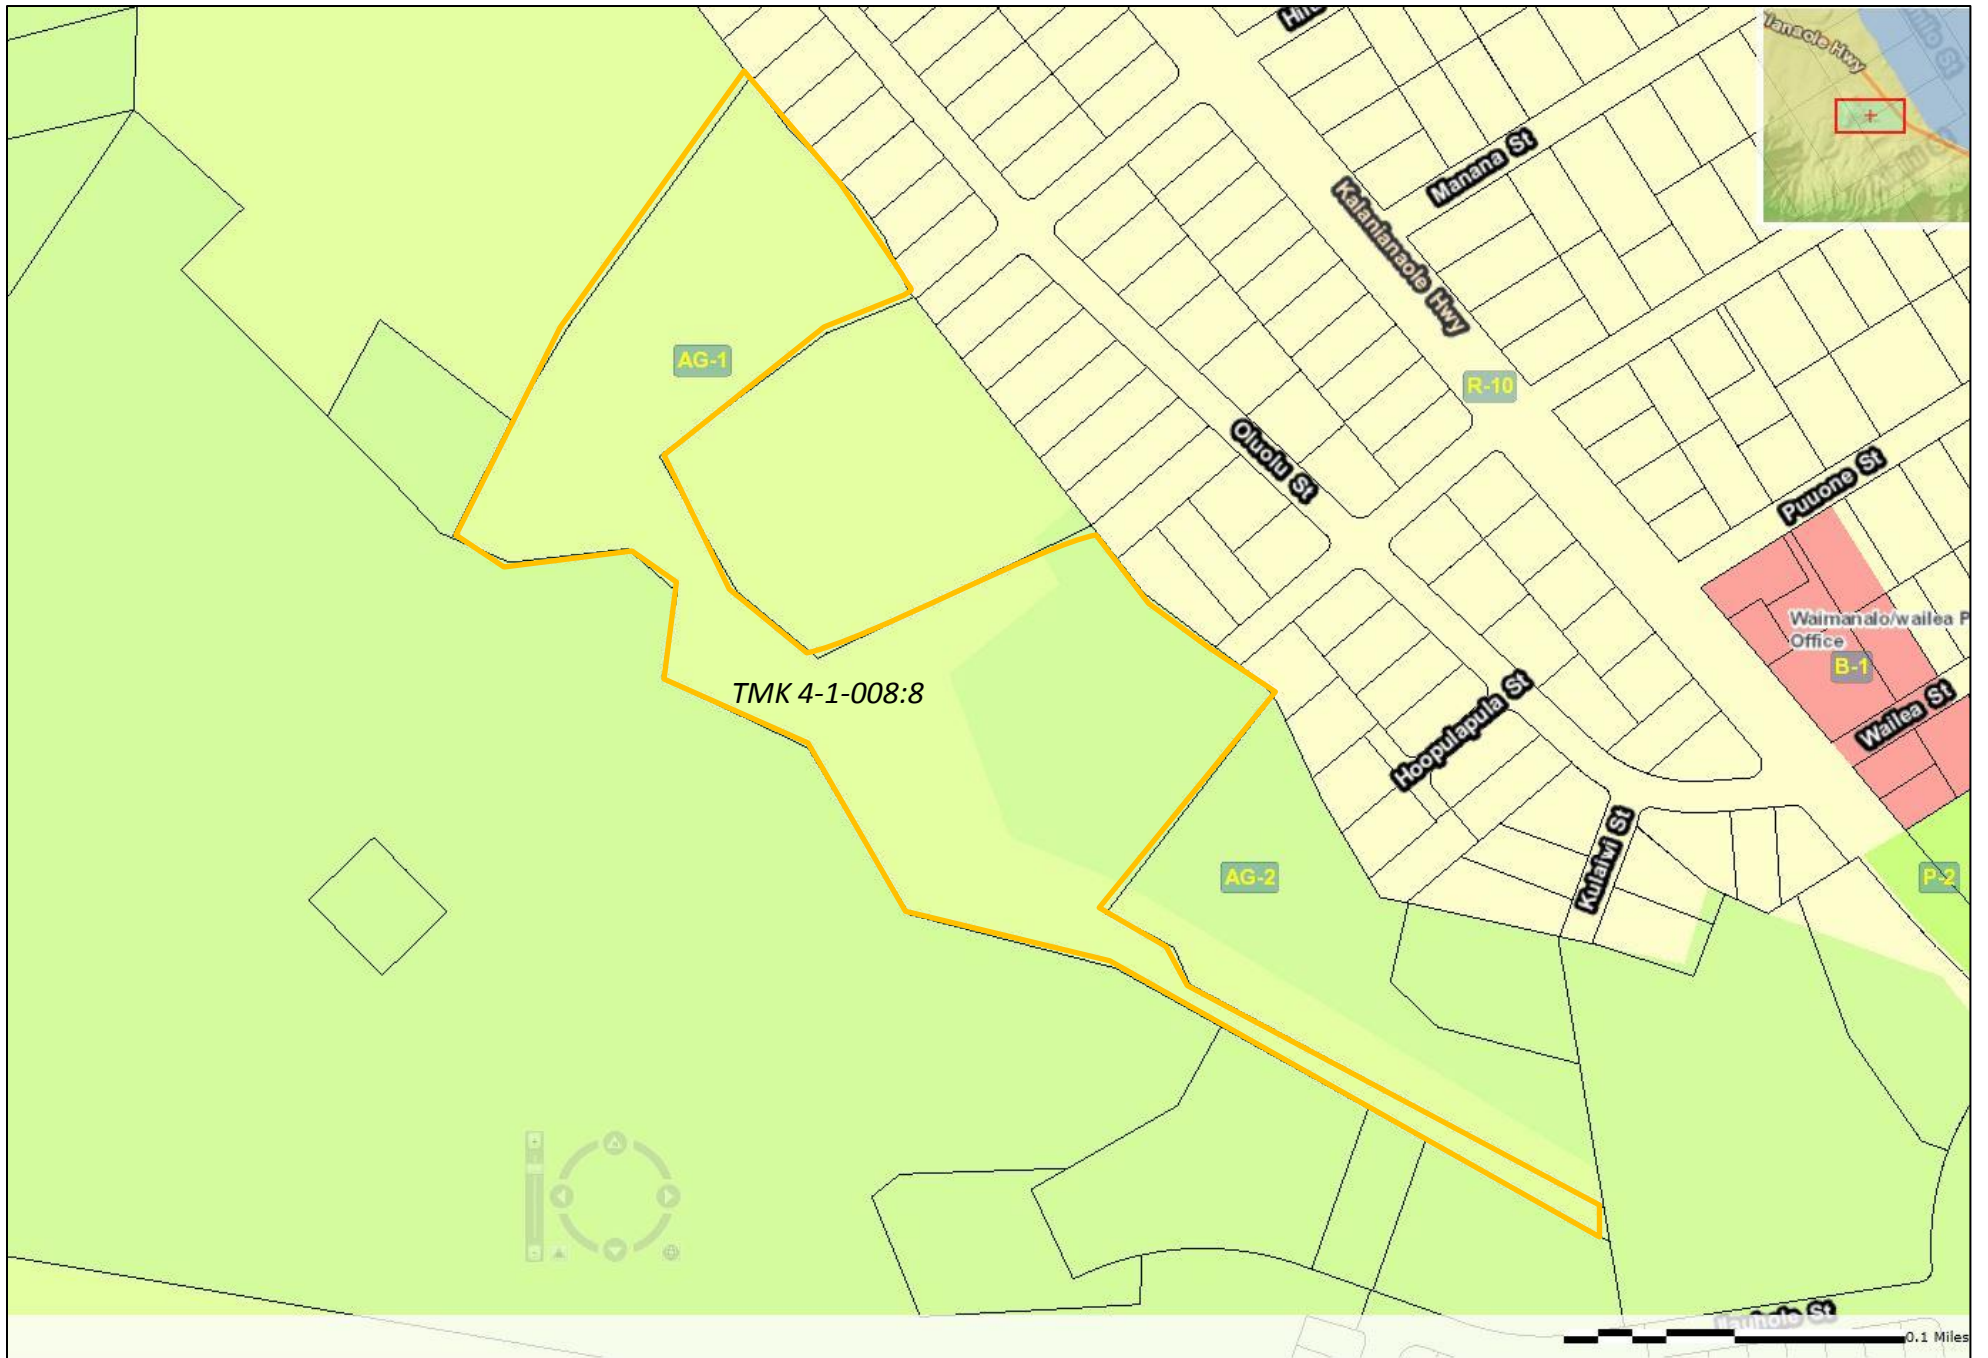 Manana St
Kalanianaole Hwy
AG-1
R-10
Oluolu St
Puuone St
Waimanalo/wailea P
Office
B-1
TMK 4-1-008:8
Hoopulapula St
Wailea St
Kulaiwi St
AG-2
P-2
0.1 Miles